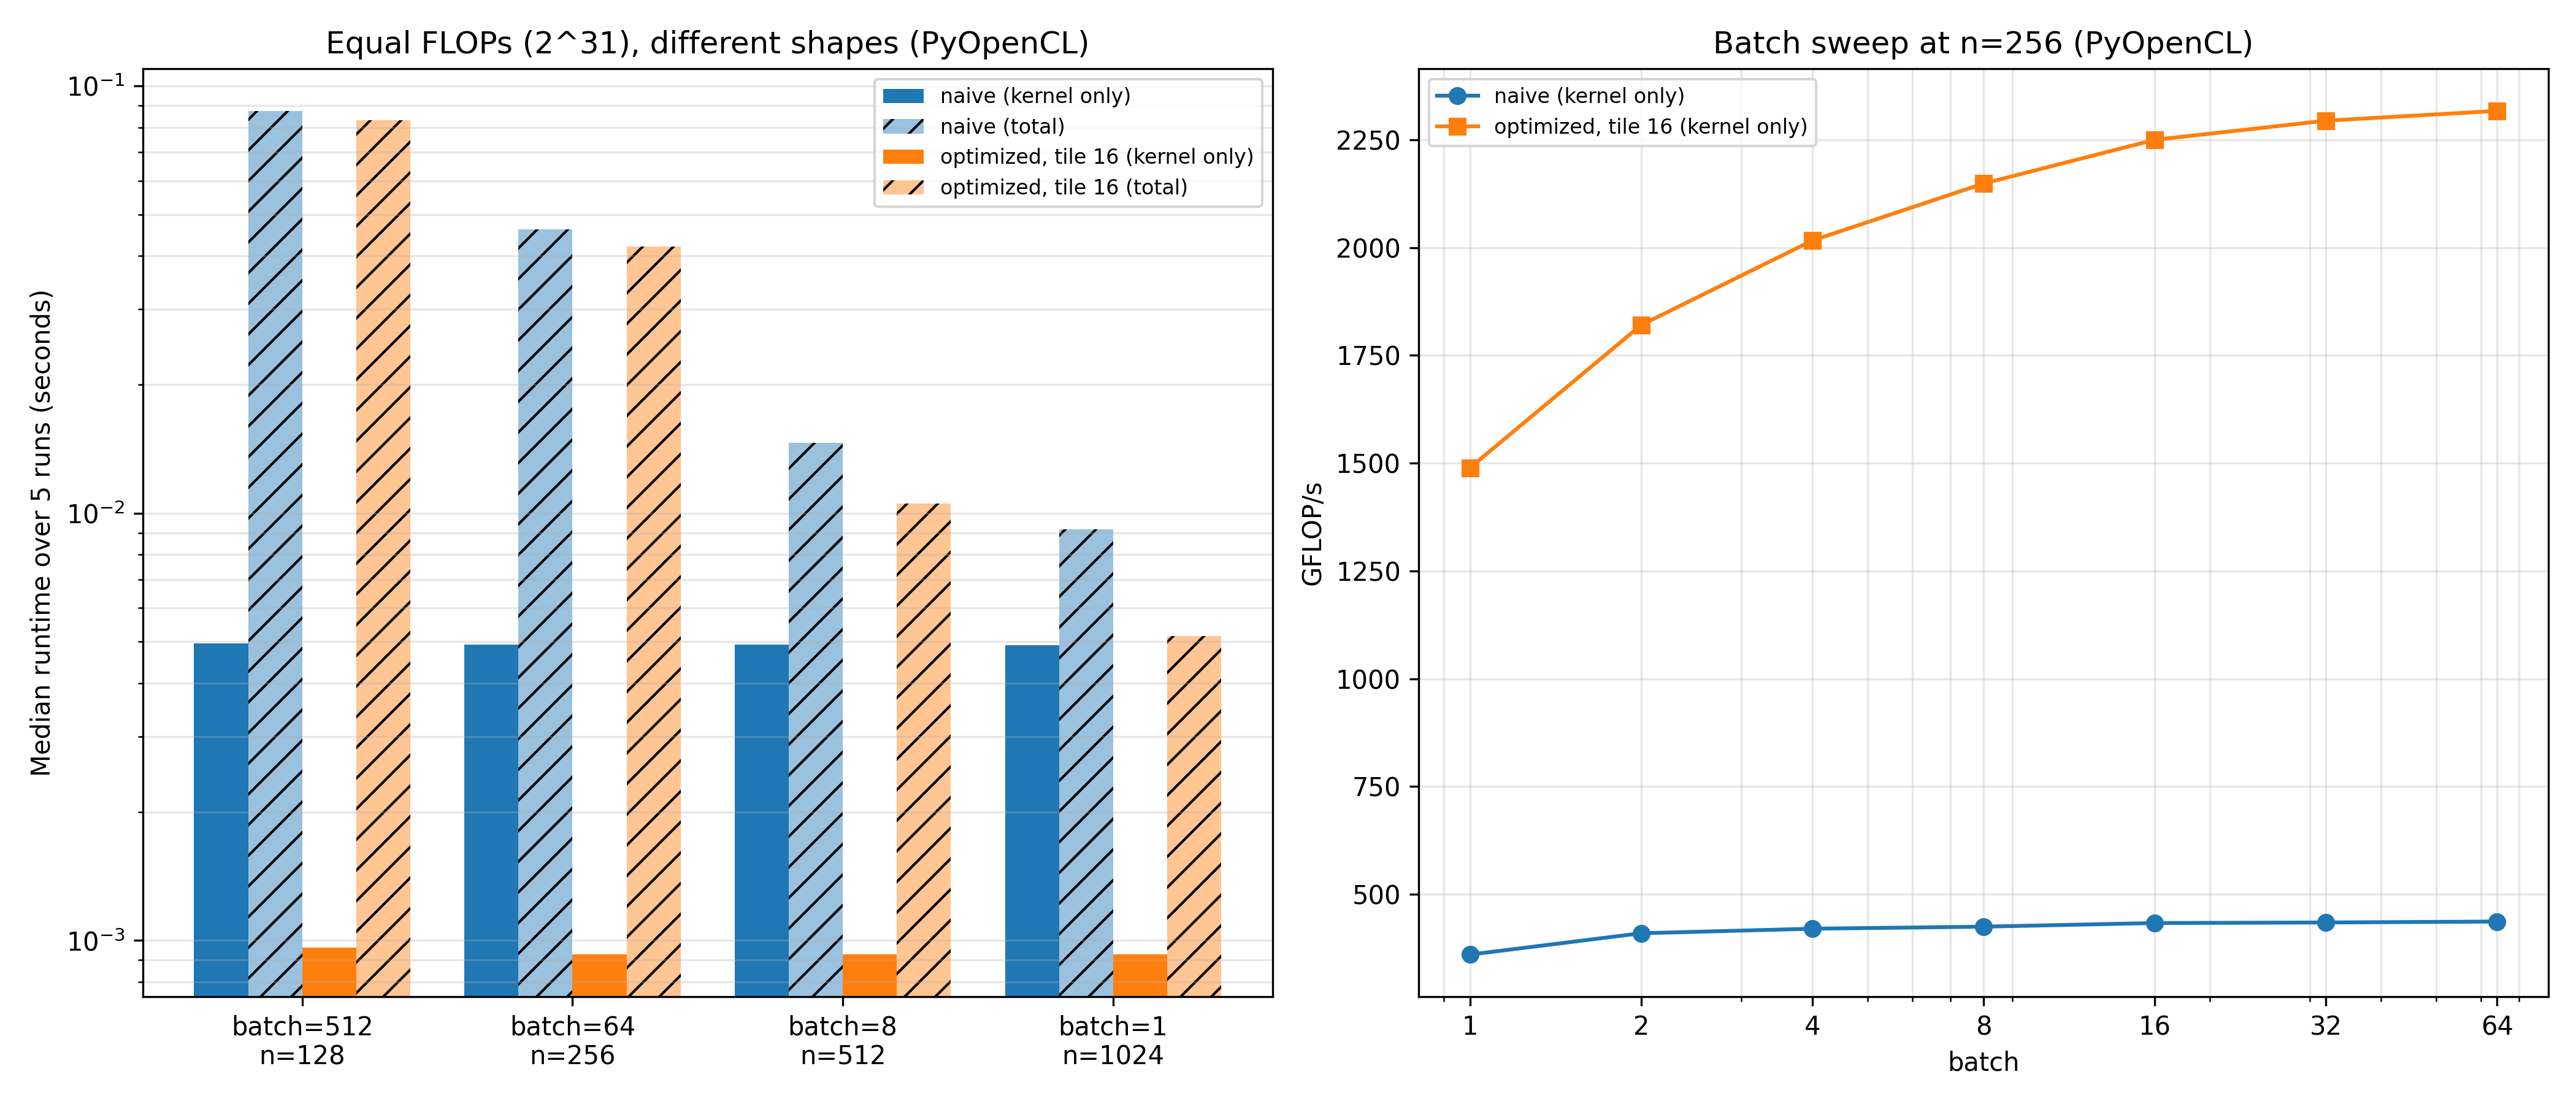 Equal FLOPs (2^31), different shapes (PyOpenCL)
Median runtime over 5 runs (seconds)
10⁻¹
10⁻²
10⁻³
naive (kernel only)
naive (total)
optimized, tile 16 (kernel only)
optimized, tile 16 (total)
batch=512
n=128
batch=64
n=256
batch=8
n=512
batch=1
n=1024
Batch sweep at n=256 (PyOpenCL)
GFLOP/s
2250
2000
1750
1500
1250
1000
750
500
naive (kernel only)
optimized, tile 16 (kernel only)
1 2 4 8 16 32 64
batch